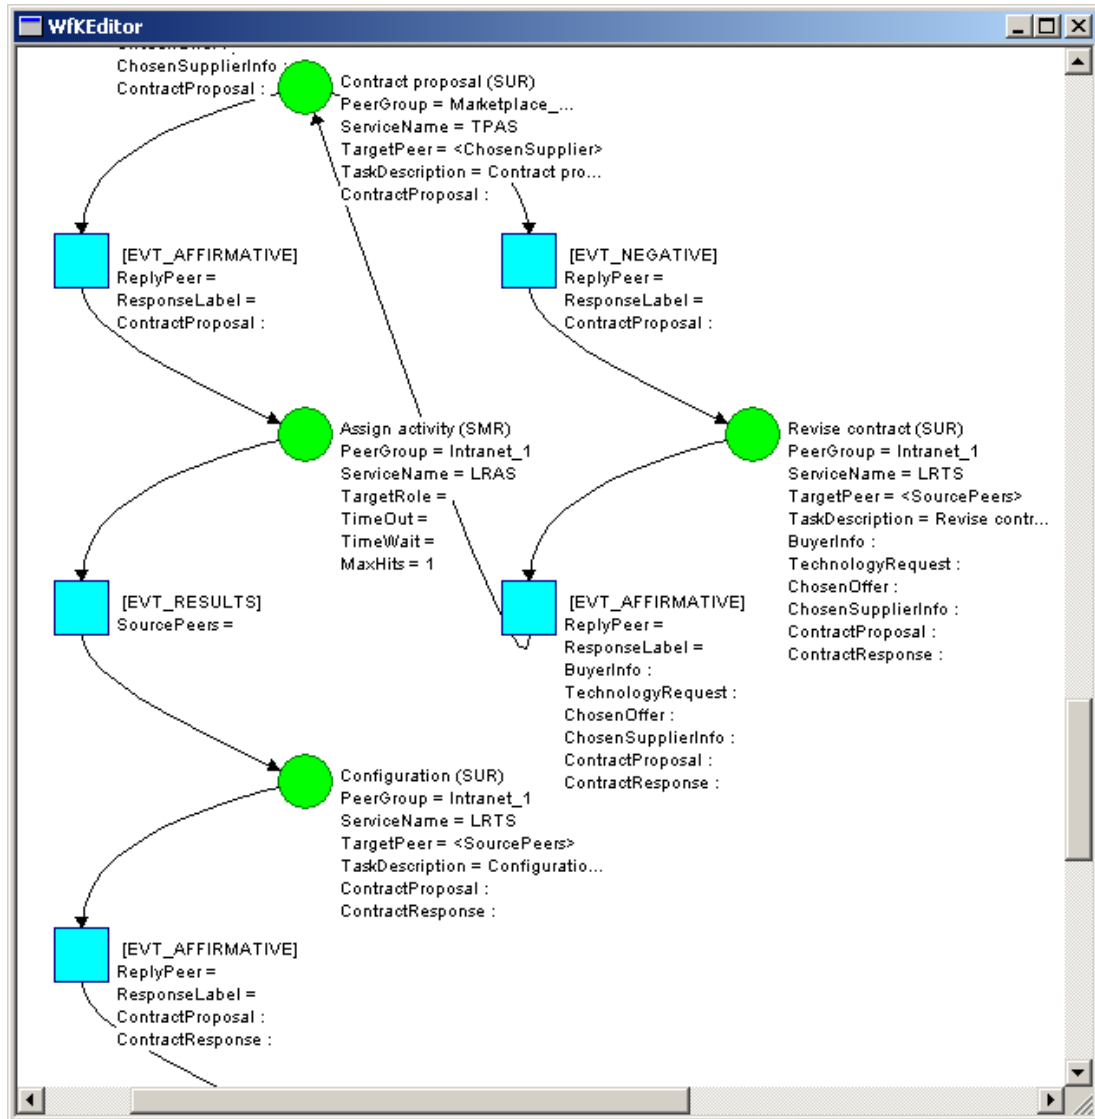 WfKEditor
ChosenSupplierInfo :
ContractProposal :
Contract proposal (SUR)
PeerGroup = Marketplace_...
ServiceName = TPAS
TargetPeer = <ChosenSupplier>
TaskDescription = Contract pro...
ContractProposal :
[EVT_AFFIRMATIVE]
ReplyPeer =
ResponseLabel =
ContractProposal :
[EVT_NEGATIVE]
ReplyPeer =
ResponseLabel =
ContractProposal :
Assign activity (SMR)
PeerGroup = Intranet_1
ServiceName = LRAS
TargetRole =
TimeOut =
TimeWait =
MaxHits = 1
Revise contract (SUR)
PeerGroup = Intranet_1
ServiceName = LRTS
TargetPeer = <SourcePeers>
TaskDescription = Revise contr...
BuyerInfo :
TechnologyRequest :
ChosenOffer :
ChosenSupplierInfo :
ContractProposal :
ContractResponse :
[EVT_RESULTS]
SourcePeers =
[EVT_AFFIRMATIVE]
ReplyPeer =
ResponseLabel =
BuyerInfo :
TechnologyRequest :
ChosenOffer :
ChosenSupplierInfo :
ContractProposal :
ContractResponse :
Configuration (SUR)
PeerGroup = Intranet_1
ServiceName = LRTS
TargetPeer = <SourcePeers>
TaskDescription = Configuratio...
ContractProposal :
ContractResponse :
[EVT_AFFIRMATIVE]
ReplyPeer =
ResponseLabel =
ContractProposal :
ContractResponse :